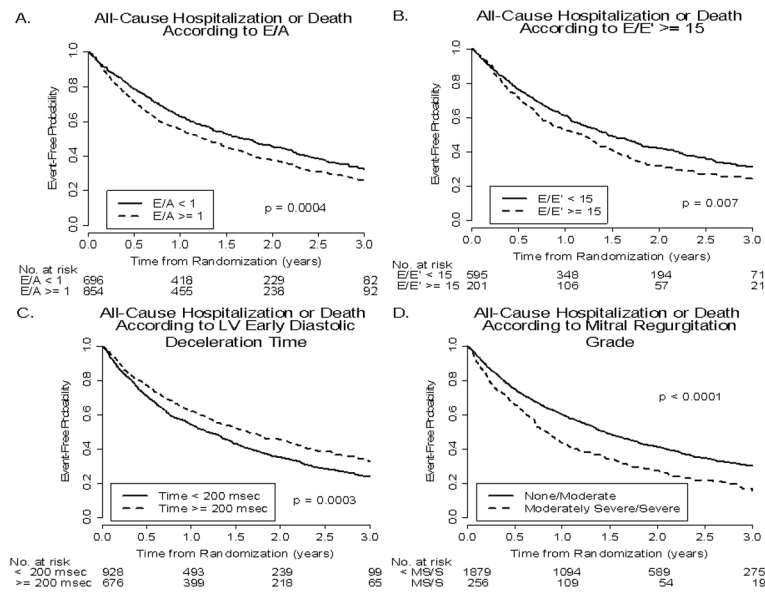 A.
All-Cause Hospitalization or Death
According to E/A
Event-Free Probability
1.0
0.8
0.6
0.4
0.2
0.0
E/A < 1
E/A >= 1
p = 0.0004
0.0 0.5 1.0 1.5 2.0 2.5 3.0
Time from Randomization (years)
No. at risk
E/A < 1 696 418 229 82
E/A >= 1 854 455 238 92
B.
All-Cause Hospitalization or Death
According to E/E' >= 15
Event-Free Probability
1.0
0.8
0.6
0.4
0.2
0.0
E/E' < 15
E/E' >= 15
p = 0.007
0.0 0.5 1.0 1.5 2.0 2.5 3.0
Time from Randomization (years)
No. at risk
E/E' < 15 595 348 194 71
E/E' >= 15 201 106 57 21
C.
All-Cause Hospitalization or Death
According to LV Early Diastolic
Deceleration Time
Event-Free Probability
1.0
0.8
0.6
0.4
0.2
0.0
Time < 200 msec
Time >= 200 msec
p = 0.0003
0.0 0.5 1.0 1.5 2.0 2.5 3.0
Time from Randomization (years)
No. at risk
< 200 msec 928 493 239 99
>= 200 msec 676 399 218 65
D.
All-Cause Hospitalization or Death
According to Mitral Regurgitation
Grade
Event-Free Probability
1.0
0.8
0.6
0.4
0.2
0.0
p < 0.0001
None/Moderate
Moderately Severe/Severe
0.0 0.5 1.0 1.5 2.0 2.5 3.0
Time from Randomization (years)
No. at risk
< MS/S 1879 1094 589 275
MS/S 256 109 54 19